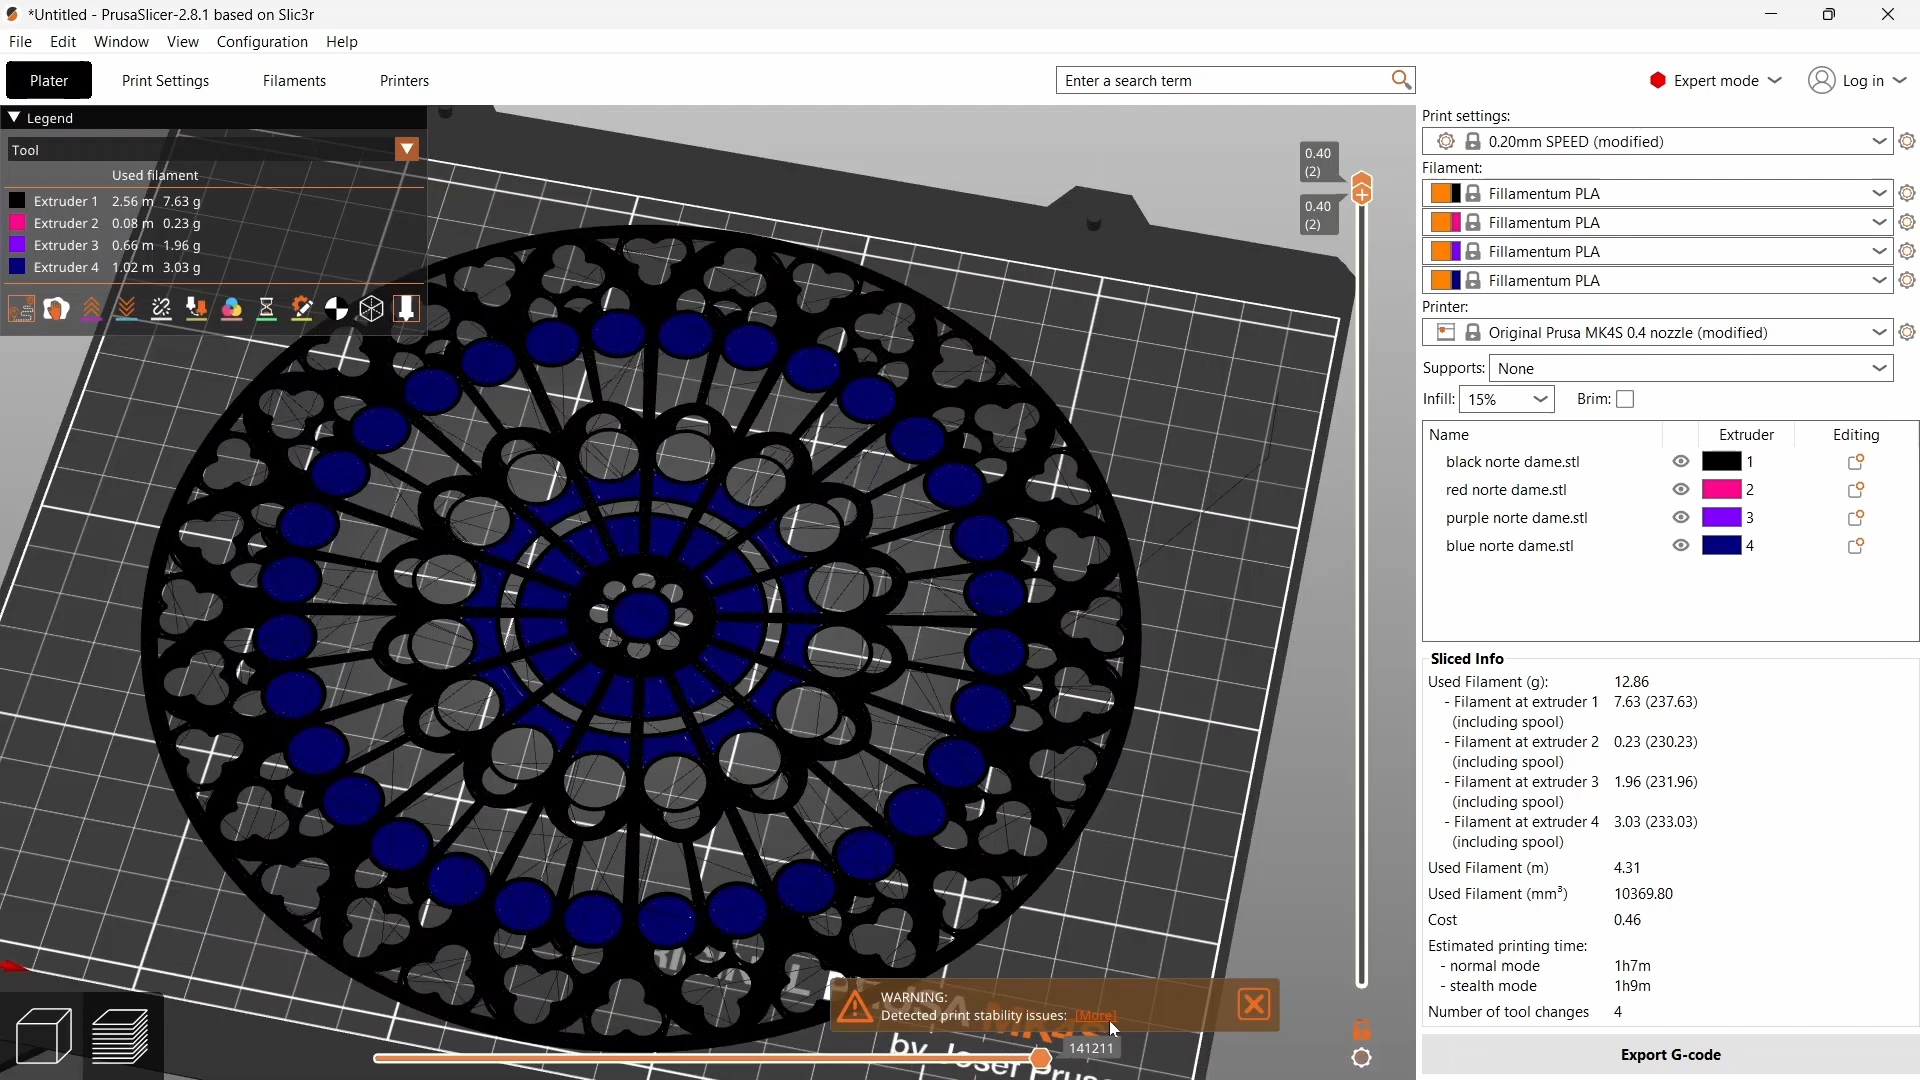 *Untitled - PrusaSlicer-2.8.1 based on Slic3r
File Edit Window View Configuration Help
Plater Print Settings Filaments Printers
Enter a search term
Expert mode
Log in
Legend
Tool
Used filament
Extruder 1 2.56 m 7.63 g
Extruder 2 0.08 m 0.23 g
Extruder 3 0.66 m 1.96 g
Extruder 4 1.02 m 3.03 g
0.40
(2)
0.40
(2)
WARNING:
Detected print stability issues: [More]
141211
by Josef
Print settings:
0.20mm SPEED (modified)
Filament:
Fillamentum PLA
Fillamentum PLA
Fillamentum PLA
Fillamentum PLA
Printer:
Original Prusa MK4S 0.4 nozzle (modified)
Supports: None
Infill: 15% Brim:
Name Extruder Editing
black norte dame.stl 1
red norte dame.stl 2
purple norte dame.stl 3
blue norte dame.stl 4
Sliced Info
Used Filament (g): 12.86
- Filament at extruder 1 7.63 (237.63)
(including spool)
- Filament at extruder 2 0.23 (230.23)
(including spool)
- Filament at extruder 3 1.96 (231.96)
(including spool)
- Filament at extruder 4 3.03 (233.03)
(including spool)
Used Filament (m) 4.31
Used Filament (mm³) 10369.80
Cost 0.46
Estimated printing time:
- normal mode 1h7m
- stealth mode 1h9m
Number of tool changes 4
Export G-code